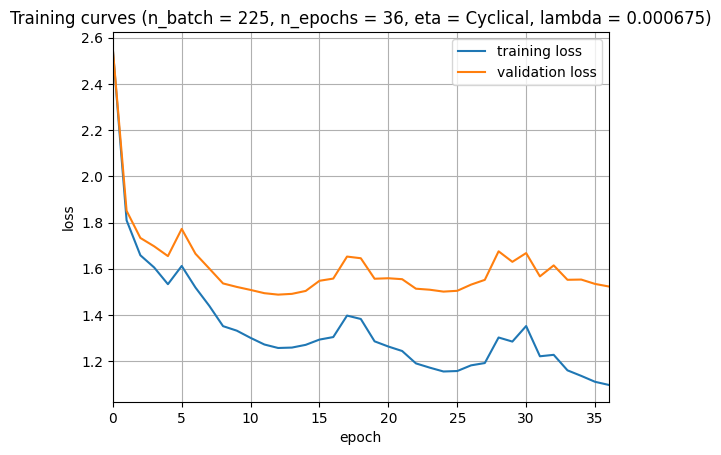 Training curves (n_batch = 225, n_epochs = 36, eta = Cyclical, lambda = 0.000675)
training loss
validation loss
2.6
2.4
2.2
2.0
1.8
1.6
1.4
1.2
loss
0 5 10 15 20 25 30 35
epoch